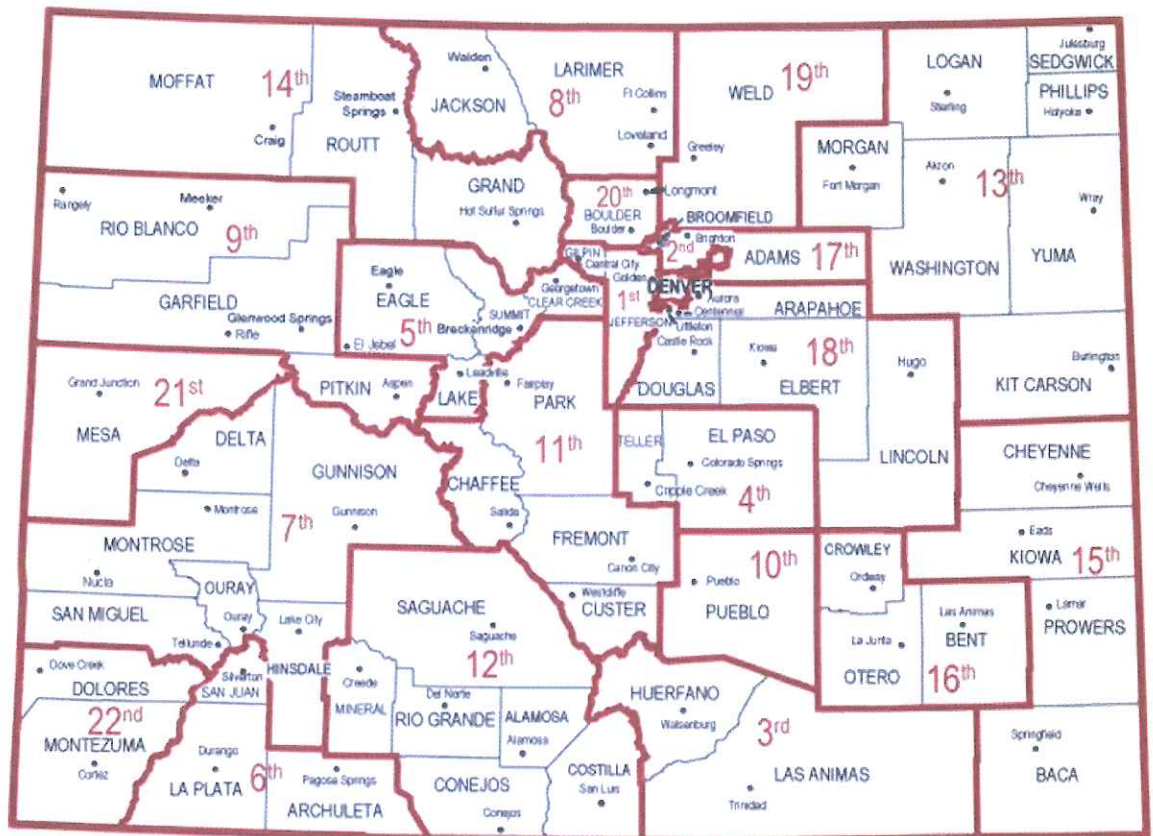 MOFFAT
14th
Craig
Steamboat
Springs
ROUTT
Walden
JACKSON
LARIMER
8th
Ft Collins
Loveland
WELD
19th
Greeley
LOGAN
Sterling
Julesburg
SEDGWICK
PHILLIPS
Holyoke
MORGAN
Fort Morgan
Akron
13th
WASHINGTON
YUMA
Wray
Rangely
Meeker
RIO BLANCO
9th
GARFIELD
Glenwood Springs
Rifle
GRAND
Hot Sulfur Springs
20th
Longmont
BOULDER
Boulder
BROOMFIELD
2nd
Brighton
ADAMS
17th
GILPIN
Central City
Golden
Georgetown
CLEAR CREEK
1st
JEFFERSON
DENVER
Aurora
Centennial
Littleton
ARAPAHOE
Eagle
EAGLE
5th
El Jebel
SUMMIT
Breckenridge
Castle Rock
DOUGLAS
Kiowa
18th
ELBERT
Hugo
LINCOLN
Burlington
KIT CARSON
Grand Junction
21st
MESA
PITKIN
Aspen
Leadville
LAKE
Fairplay
PARK
11th
DELTA
Delta
GUNNISON
Gunnison
7th
Montrose
MONTROSE
Nucla
CHAFFEE
Salida
TELLER
Cripple Creek
EL PASO
Colorado Springs
4th
CHEYENNE
Cheyenne Wells
FREMONT
Canon City
Westcliffe
CUSTER
10th
Pueblo
PUEBLO
CROWLEY
Ordway
Eads
KIOWA
15th
OURAY
Ouray
SAN MIGUEL
Telluride
Lake City
HINSDALE
SAGUACHE
Saguache
12th
La Junta
OTERO
Las Animas
BENT
16th
Lamar
PROWERS
Dove Creek
DOLORES
22nd
MONTEZUMA
Cortez
Silverton
SAN JUAN
Durango
LA PLATA
6th
Creede
MINERAL
Del Norte
RIO GRANDE
ALAMOSA
Alamosa
HUERFANO
Walsenburg
3rd
Pagosa Springs
ARCHULETA
CONEJOS
Conejos
COSTILLA
San Luis
LAS ANIMAS
Trinidad
Springfield
BACA